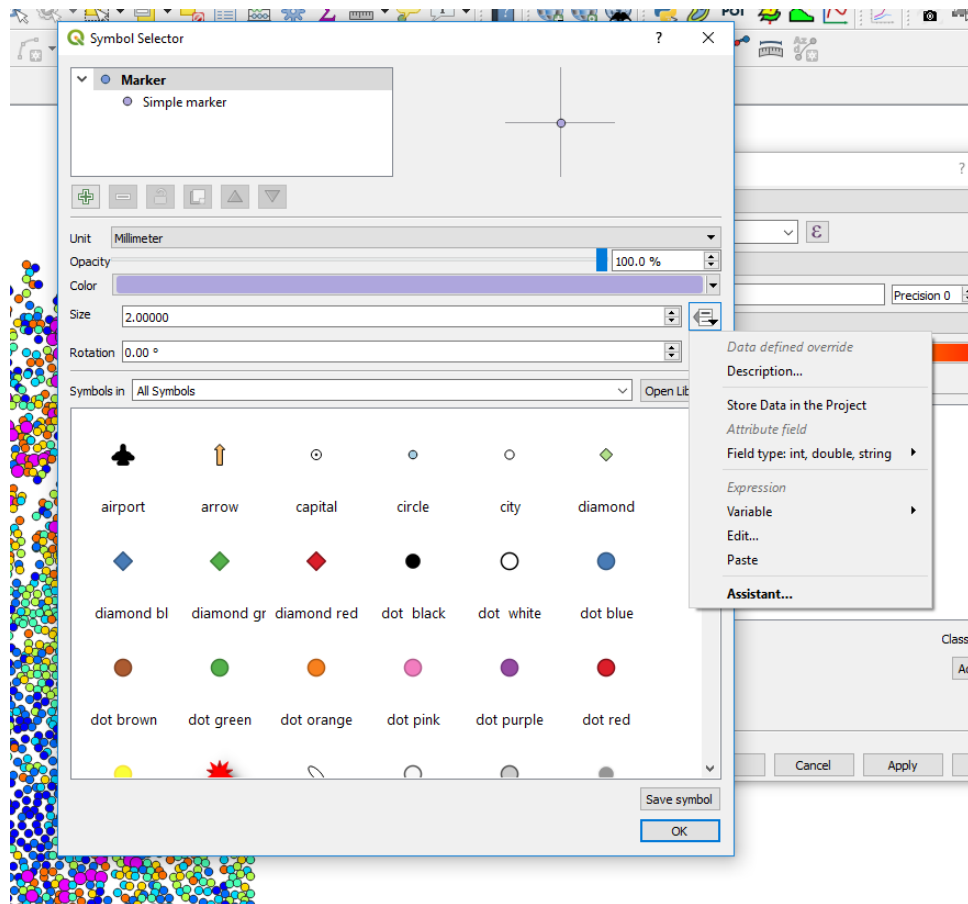 POI
Symbol Selector
?
Marker
Simple marker
?
Unit
Millimeter
ε
Opacity
100.0 %
Color
Precision 0
Size
2.00000
Rotation
0.00 °
Data defined override
Description...
Symbols in
All Symbols
Open Lib
Store Data in the Project
Attribute field
Field type: int, double, string
Expression
Variable
Edit...
Paste
Assistant...
airport
arrow
capital
circle
city
diamond
diamond bl
diamond gr
diamond red
dot black
dot white
dot blue
Class
dot brown
dot green
dot orange
dot pink
dot purple
dot red
Cancel
Apply
Save symbol
OK